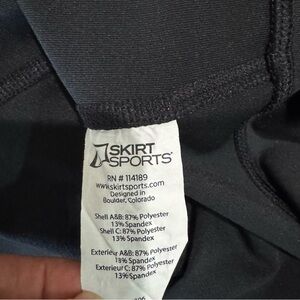 SKIRT
SPORTS
RN # 114189
www.skirtsports.com
Designed in
Boulder, Colorado
Shell A&B: 87% Polyester
13% Spandex
Shell C: 87% Polyester
13% Spandex
Exterieur A&B: 87% Polyester
13% Spandex
Exterieur C: 87% Polyester
13% Spandex